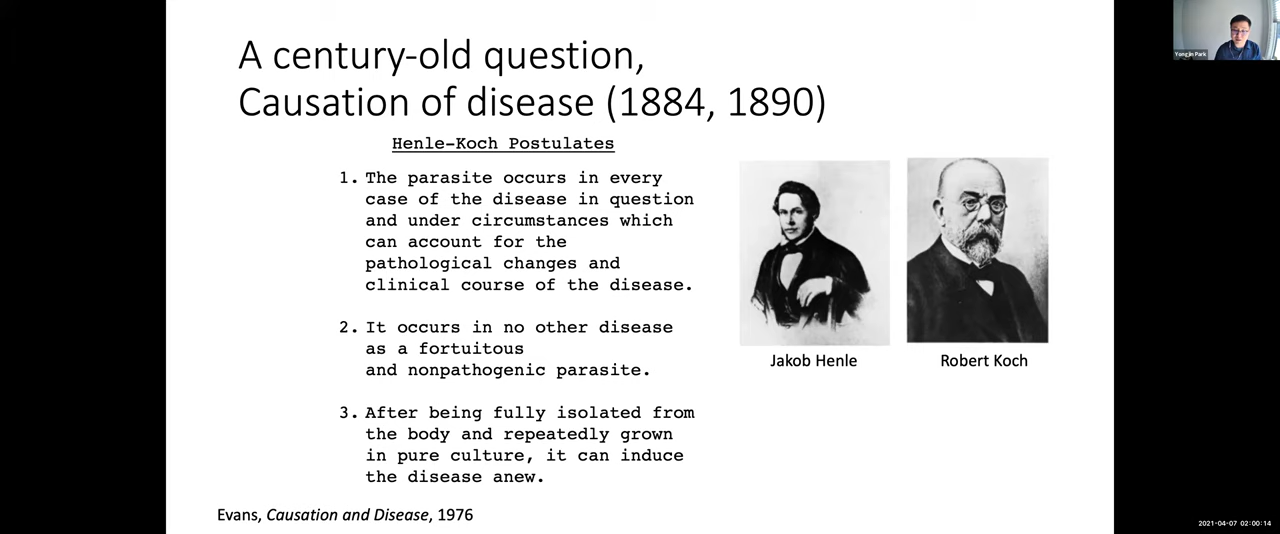 A century-old question,
Causation of disease (1884, 1890)
Henle-Koch Postulates
1. The parasite occurs in every
case of the disease in question
and under circumstances which
can account for the
pathological changes and
clinical course of the disease.
2. It occurs in no other disease
as a fortuitous
and nonpathogenic parasite.
3. After being fully isolated from
the body and repeatedly grown
in pure culture, it can induce
the disease anew.
Jakob Henle
Robert Koch
Evans, Causation and Disease, 1976
Yongjin Park
2021-04-07 02:00:14